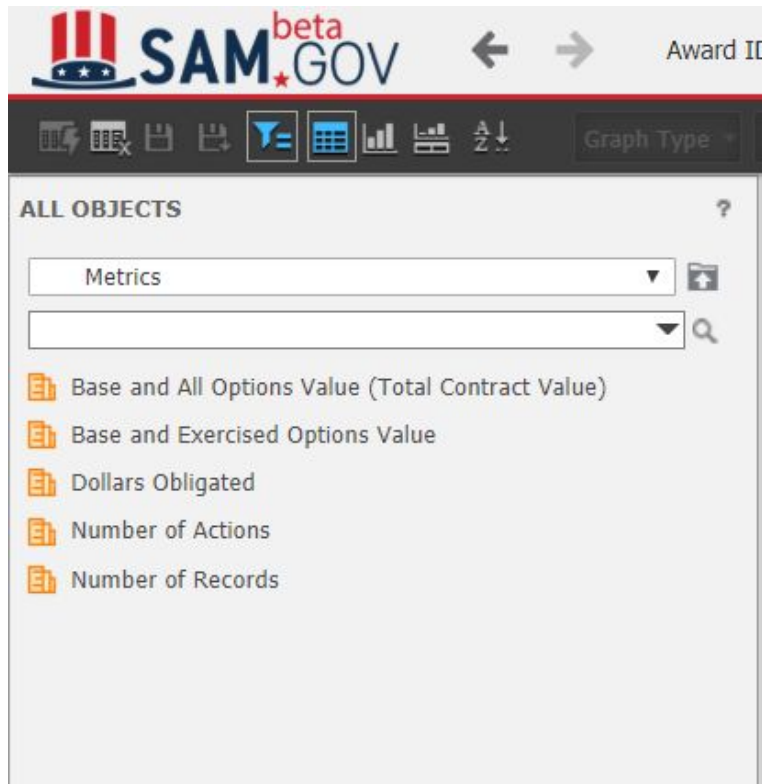 beta
SAM.GOV
Award ID
Graph Type
ALL OBJECTS
?
Metrics
Base and All Options Value (Total Contract Value)
Base and Exercised Options Value
Dollars Obligated
Number of Actions
Number of Records